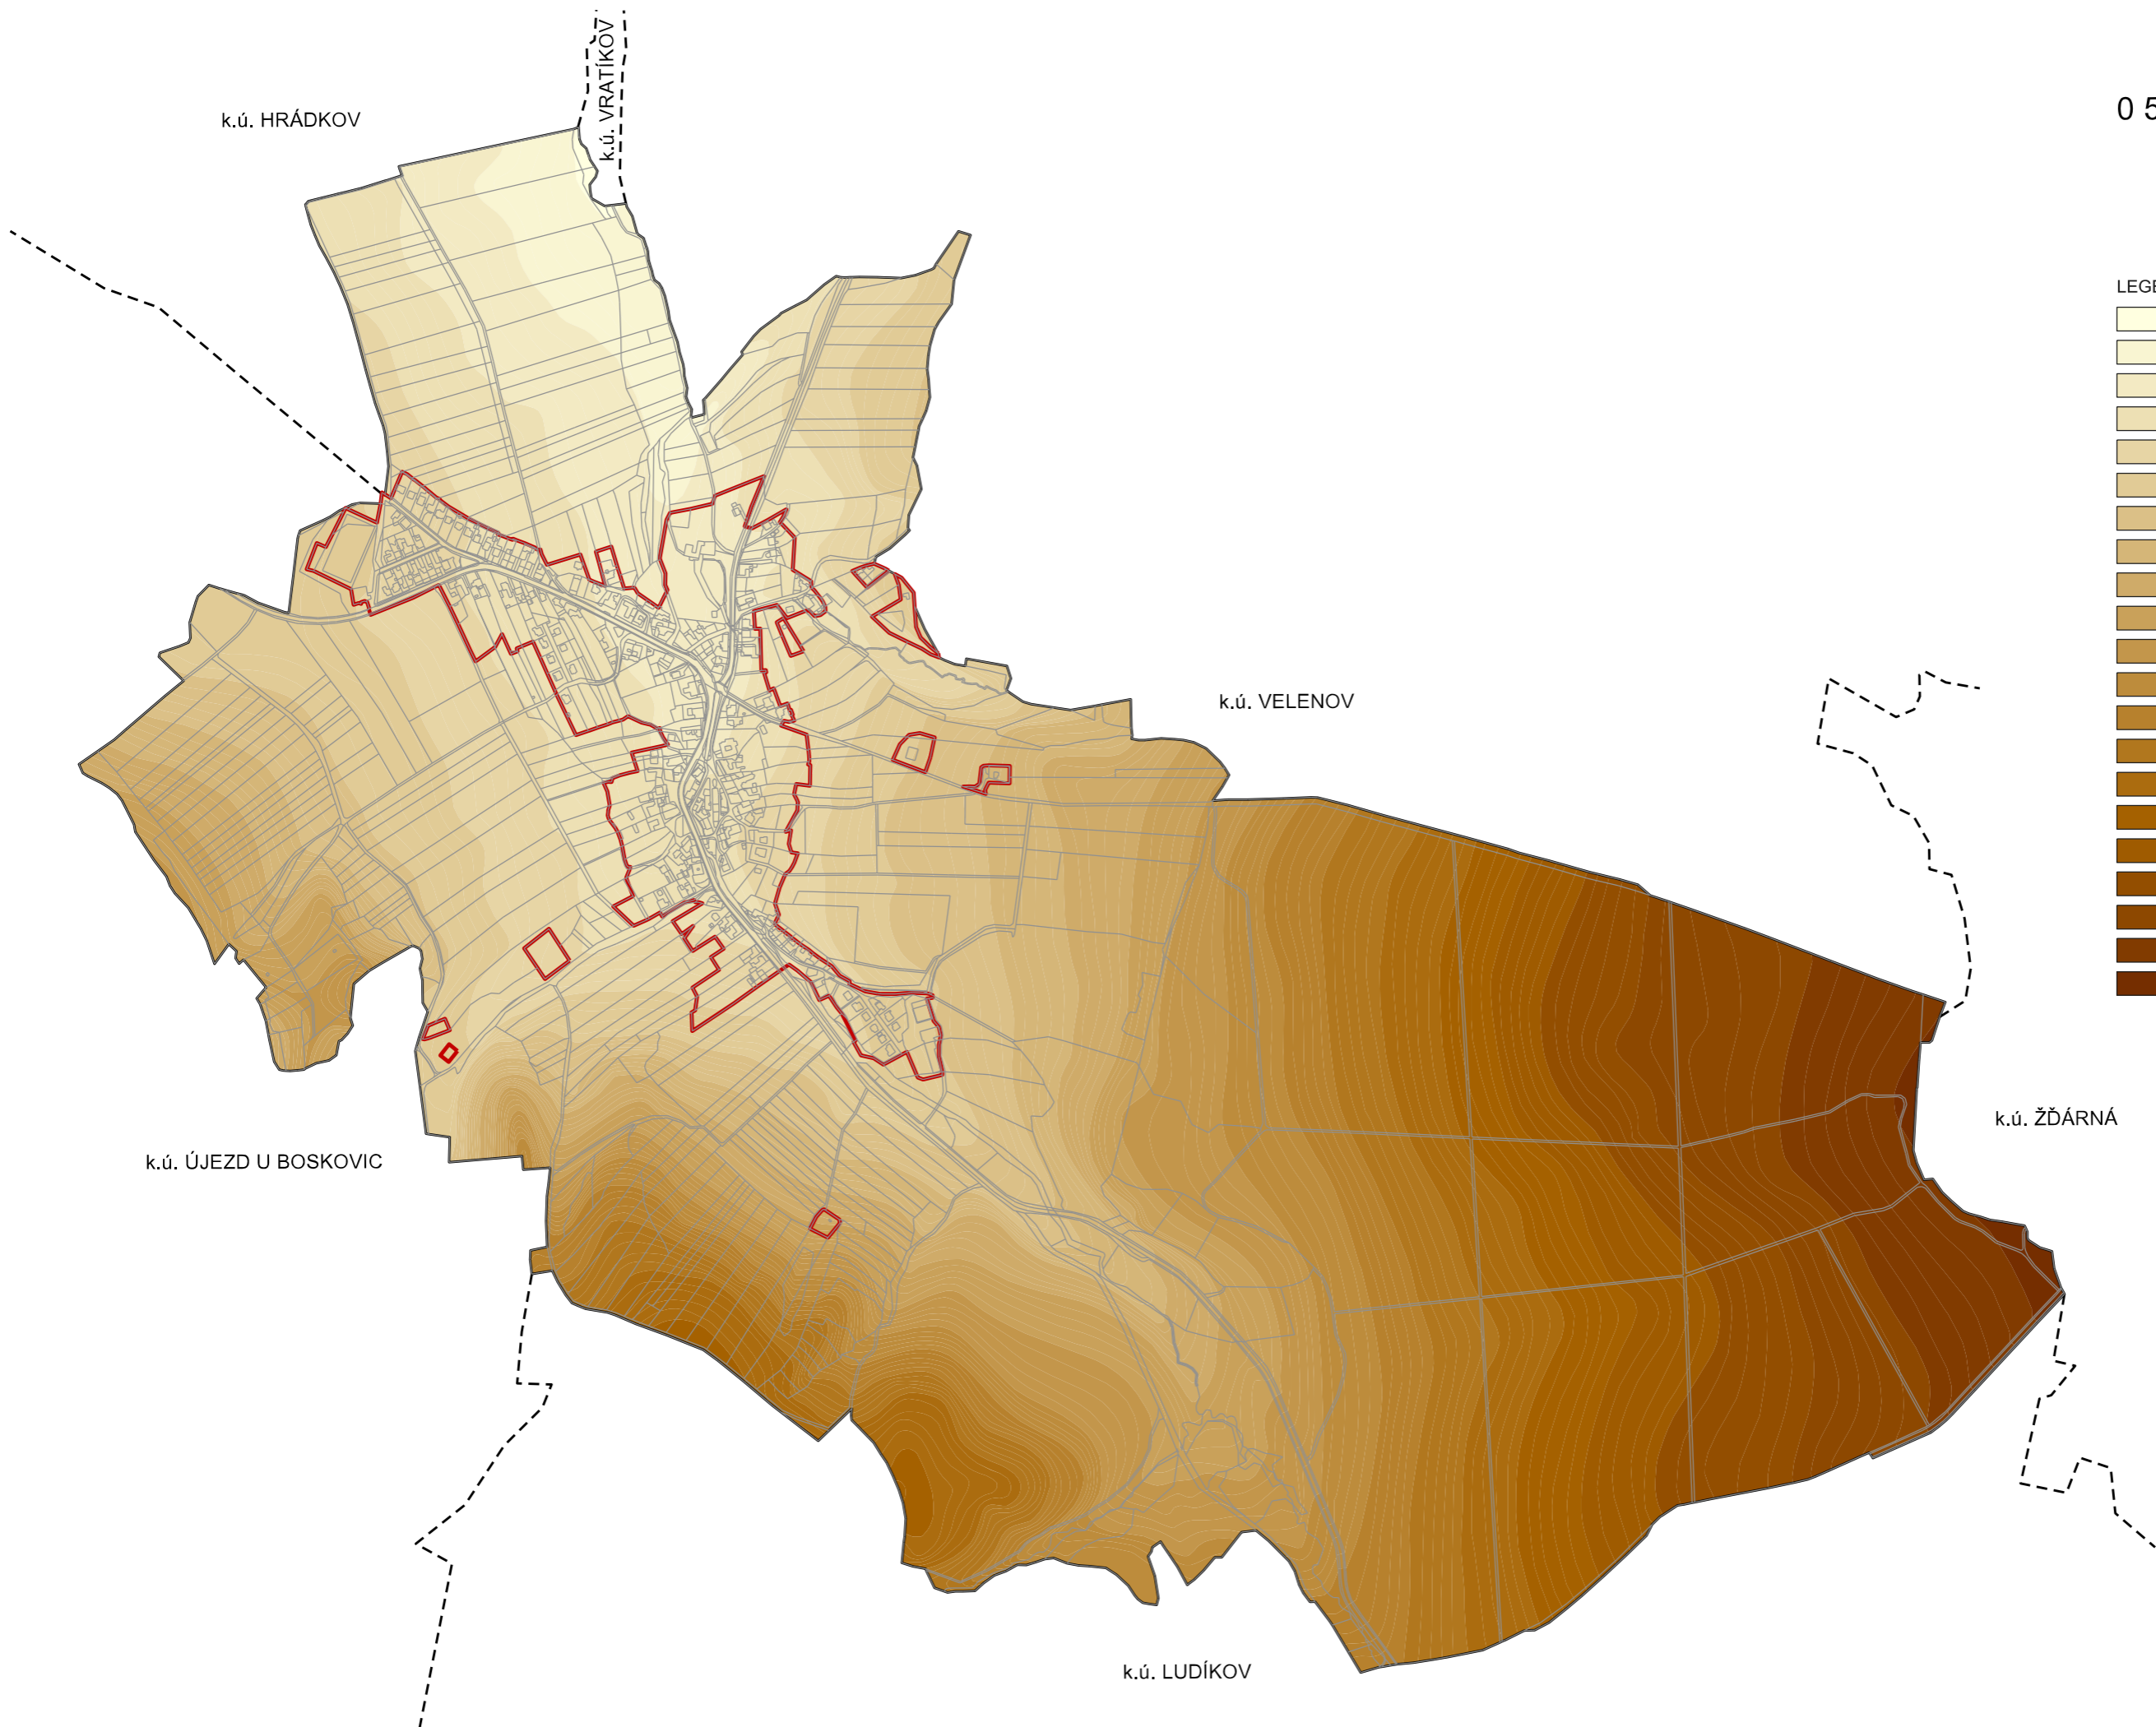 k.ú. VRATÍKOV
k.ú. HRÁDKOV
0 5
LEGE
k.ú. VELENOV
k.ú. ŽĎÁRNÁ
k.ú. ÚJEZD U BOSKOVIC
k.ú. LUDÍKOV